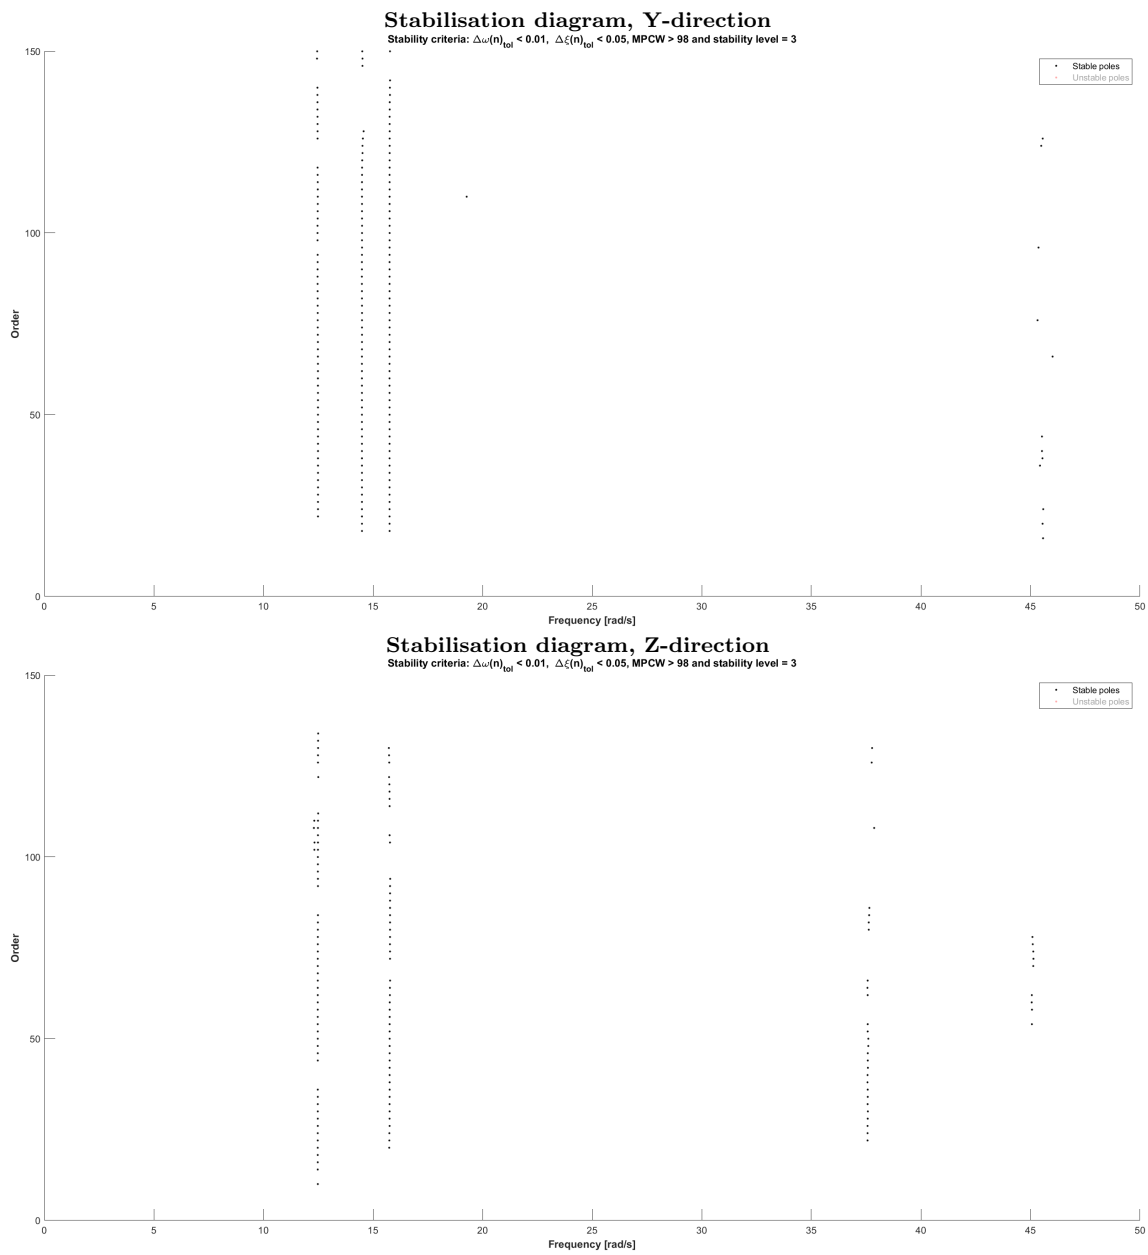 Stabilisation diagram, Y-direction
Stability criteria: Δω(n)tol < 0.01, Δξ(n)tol < 0.05, MPCW > 98 and stability level = 3
150
100
50
0
Order
Stable poles
Unstable poles
0 5 10 15 20 25 30 35 40 45 50
Frequency [rad/s]
Stabilisation diagram, Z-direction
Stability criteria: Δω(n)tol < 0.01, Δξ(n)tol < 0.05, MPCW > 98 and stability level = 3
150
100
50
0
Order
Stable poles
Unstable poles
0 5 10 15 20 25 30 35 40 45 50
Frequency [rad/s]